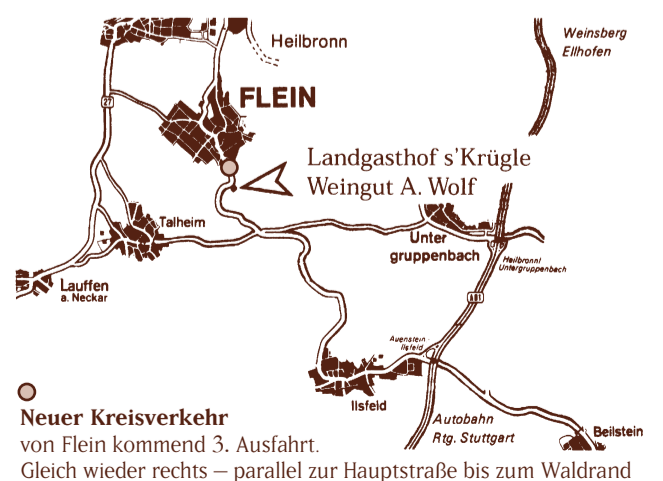 Heilbronn
Weinsberg
Ellhofen
FLEIN
27
Landgasthof s'Krügle
Weingut A. Wolf
Talheim
Unter
gruppenbach
Heilbronn/
Untergruppenbach
Lauffen
a. Neckar
A81
Auenstein-
Ilsfeld
Ilsfeld
Autobahn
Rtg. Stuttgart
Beilstein
Neuer Kreisverkehr
von Flein kommend 3. Ausfahrt.
Gleich wieder rechts – parallel zur Hauptstraße bis zum Waldrand